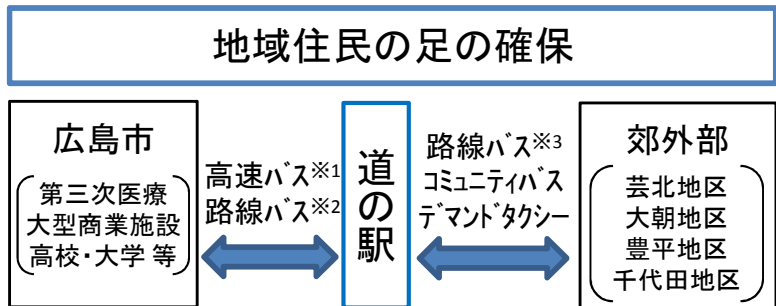 地域住民の足の確保
広島市
第三次医療
大型商業施設
高校・大学 等
高速バス※1
路線バス※2
道の駅
路線バス※3
コミュニティバス
デマンドタクシー
郊外部
芸北地区
大朝地区
豊平地区
千代田地区